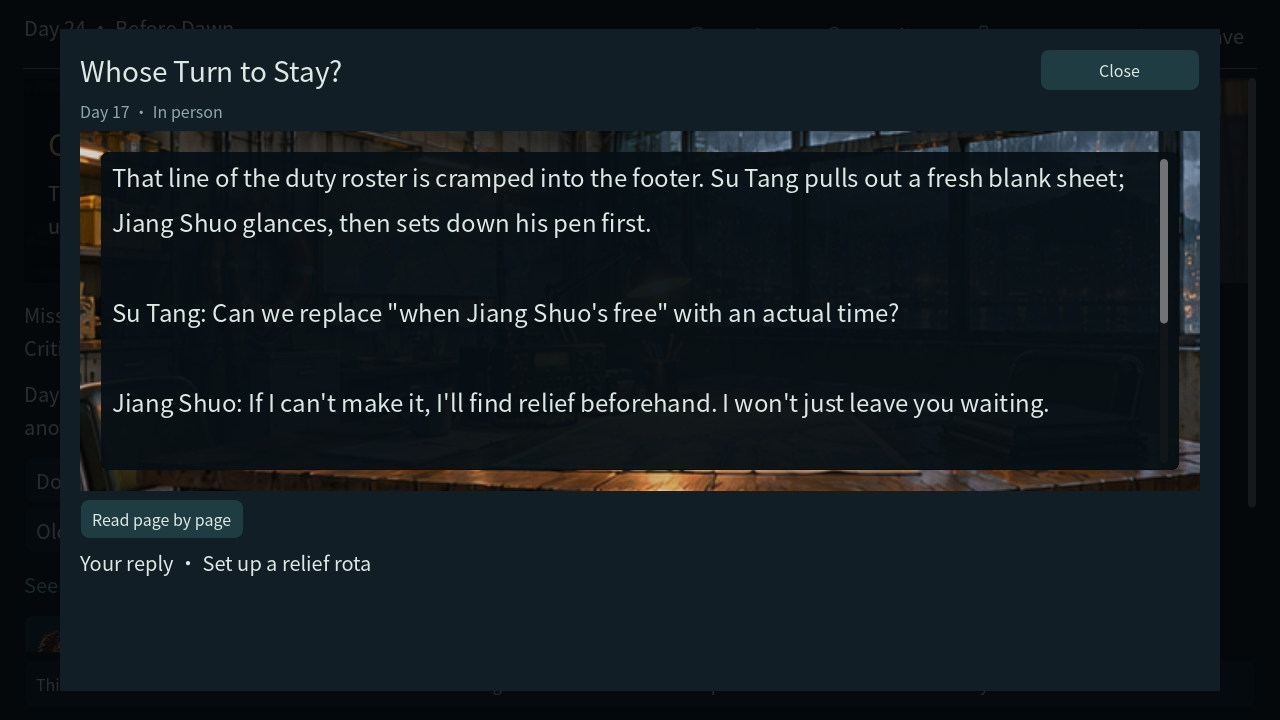 Day 24 • Before Dawn
Whose Turn to Stay?
Close
Day 17 • In person
That line of the duty roster is cramped into the footer. Su Tang pulls out a fresh blank sheet;
Jiang Shuo glances, then sets down his pen first.
Su Tang: Can we replace "when Jiang Shuo's free" with an actual time?
Jiang Shuo: If I can't make it, I'll find relief beforehand. I won't just leave you waiting.
Read page by page
Your reply • Set up a relief rota
Day
See